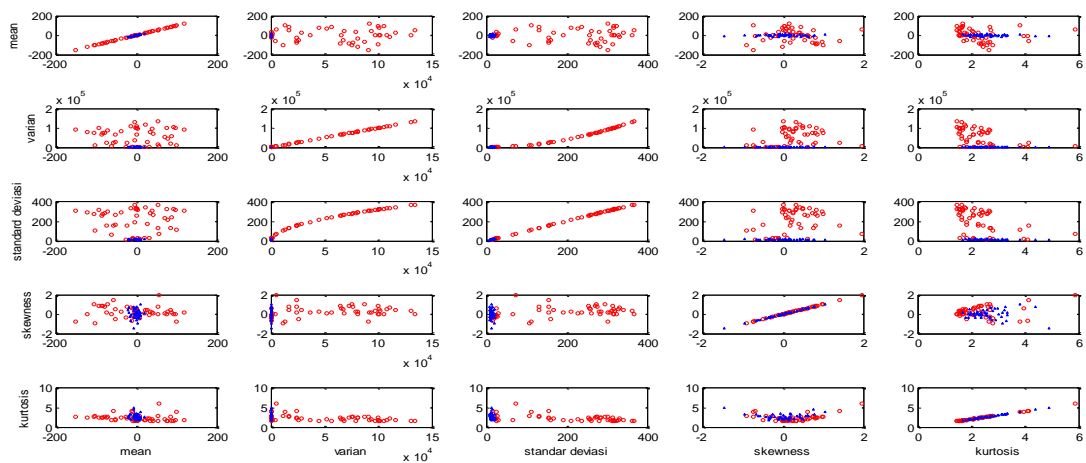 200 200 200 200 200
mean 0 0 0 0 0
-200 -200 -200 -200 -200
-200 0 200 0 5 10 15 0 200 400 -2 0 2 0 2 4 6
x 10^4
x 10^5 x 10^5 x 10^5 x 10^5 x 10^5
2 2 2 2 2
varian 1 1 1 1 1
0 0 0 0 0
-200 0 200 0 5 10 15 0 200 400 -2 0 2 0 2 4 6
x 10^4
standard deviasi
400 400 400 400 400
200 200 200 200 200
0 0 0 0 0
-200 0 200 0 5 10 15 0 200 400 -2 0 2 0 2 4 6
x 10^4
2 2 2 2 2
skewness 0 0 0 0 0
-2 -2 -2 -2 -2
-200 0 200 0 5 10 15 0 200 400 -2 0 2 0 2 4 6
x 10^4
10 10 10 10 10
kurtosis 5 5 5 5 5
0 0 0 0 0
-200 0 200 0 5 10 15 0 200 400 -2 0 2 0 2 4 6
mean varian standar deviasi skewness kurtosis
x 10^4